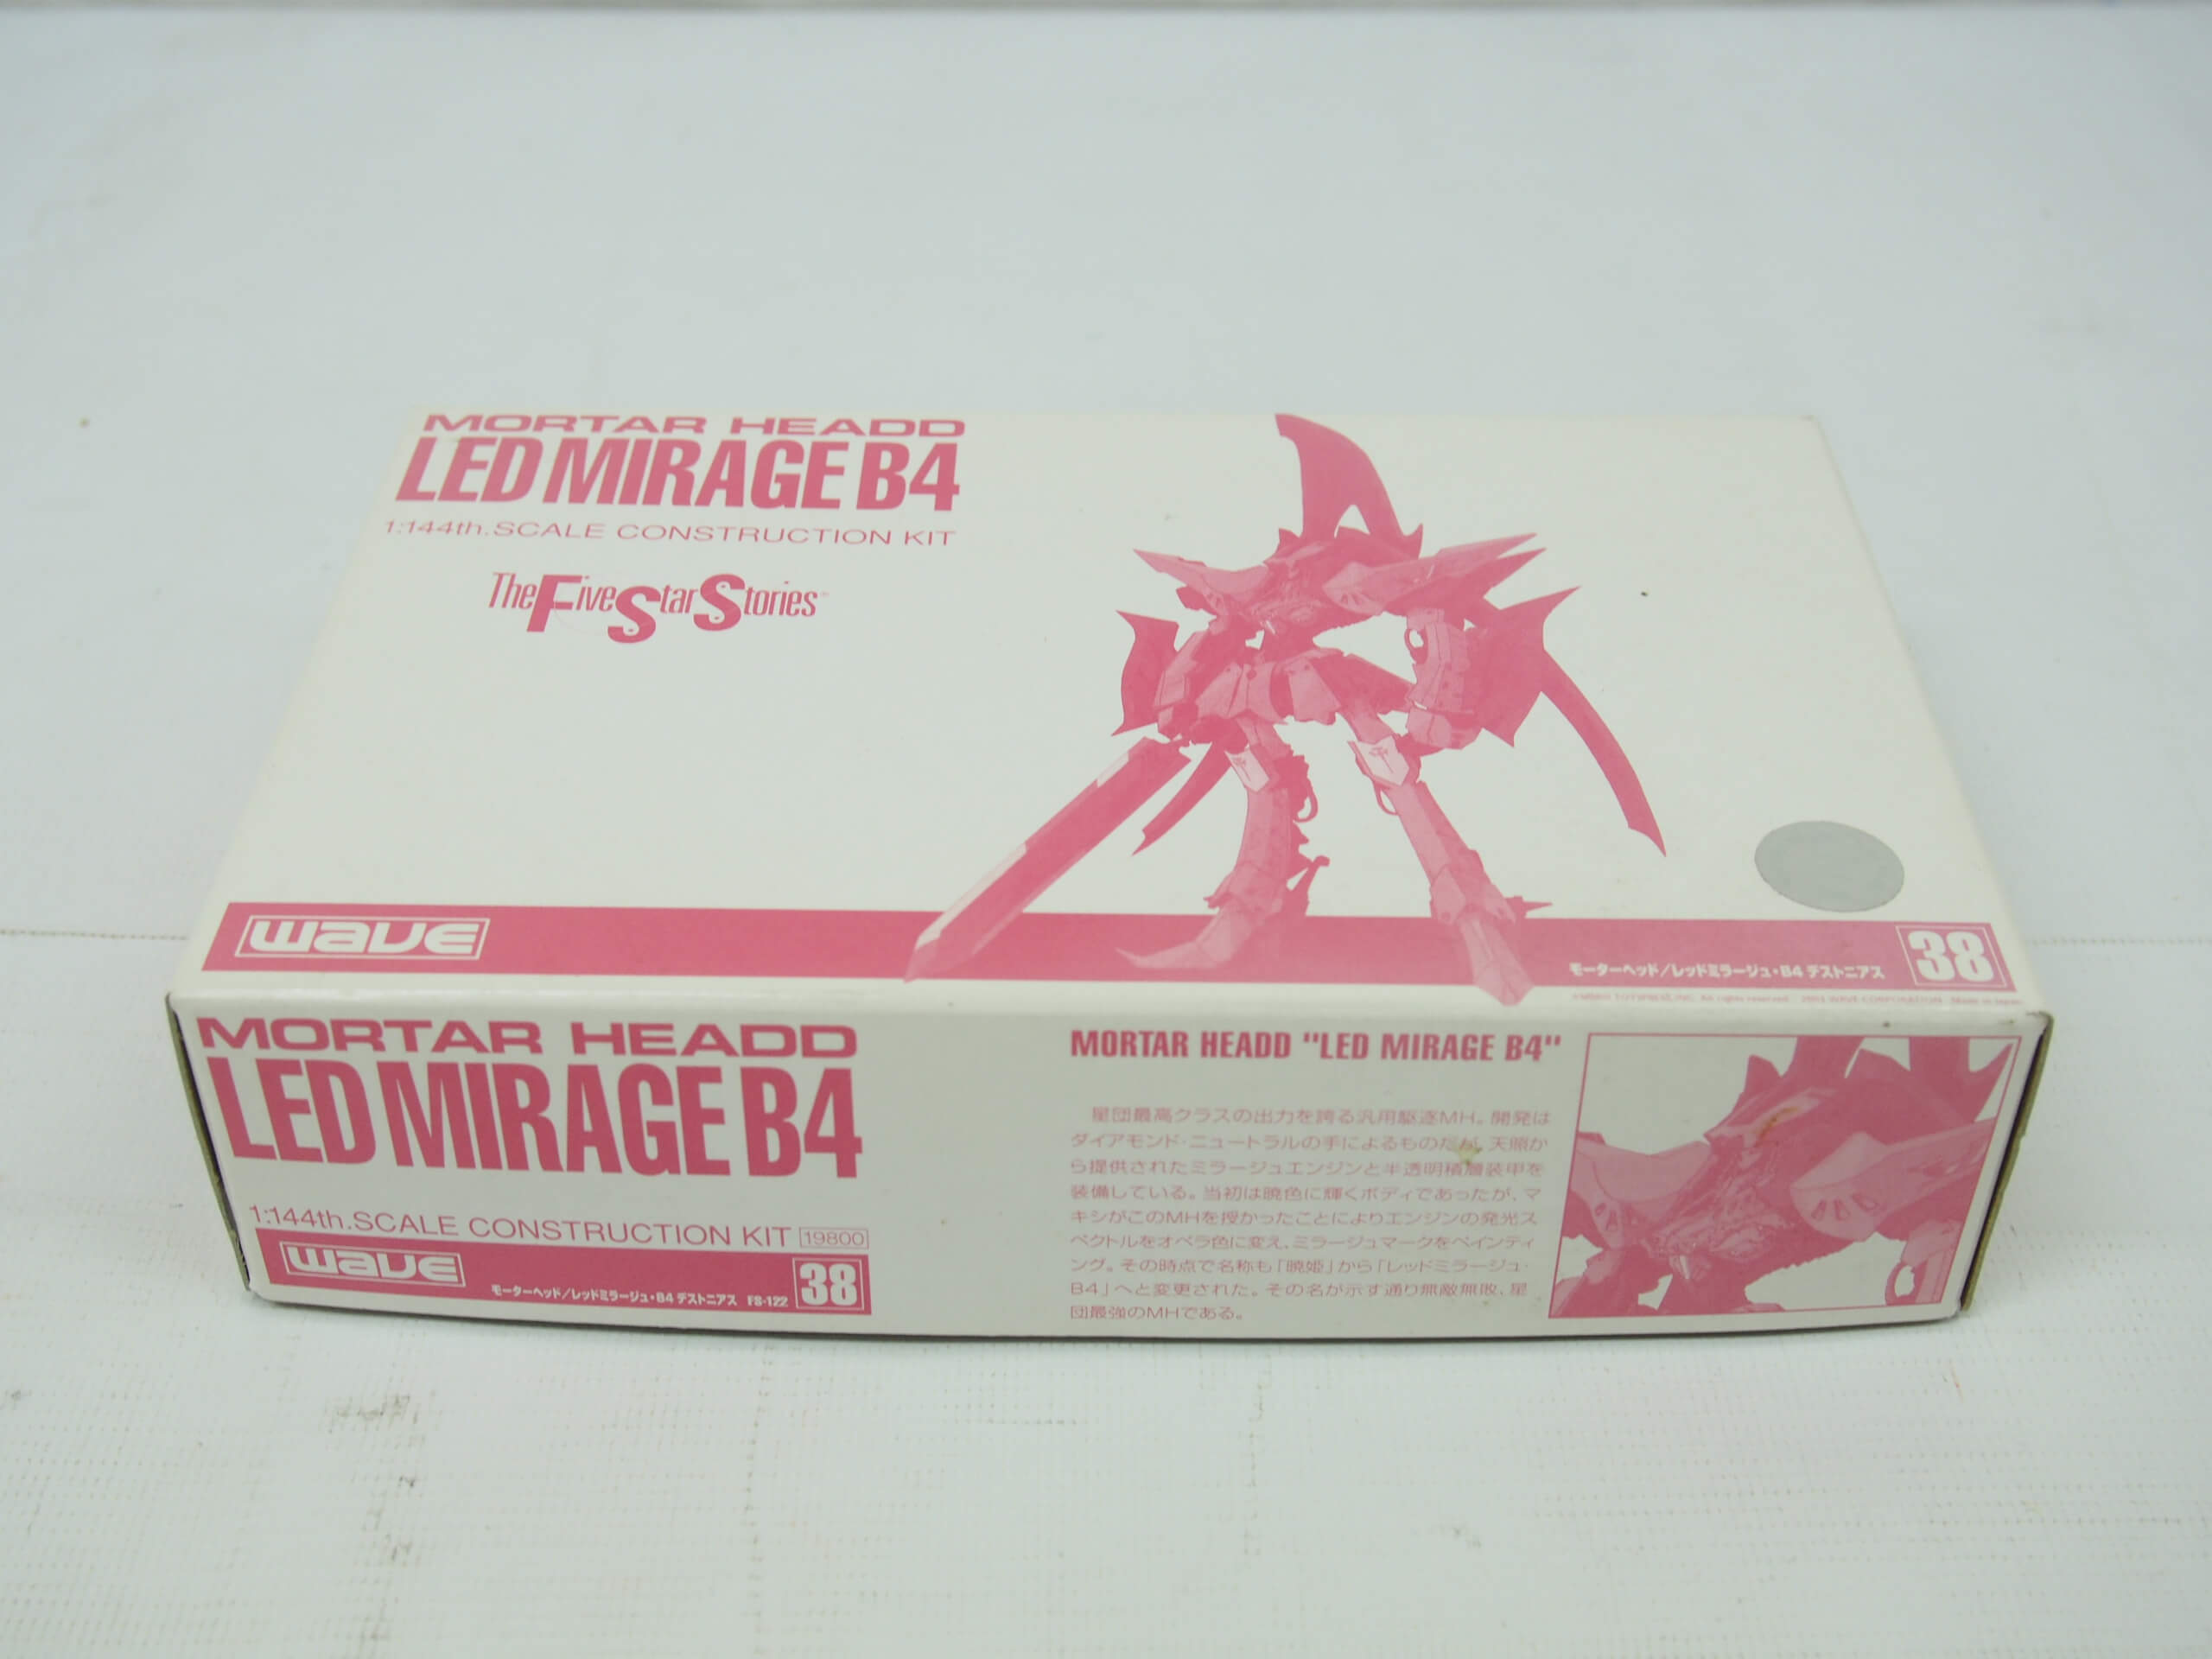 MORTAR HEADD
LED MIRAGE B4
1:144th.SCALE CONSTRUCTION KIT
The Five Star Stories
wave
モーターヘッド/レッドミラージュ・B4 デストニアス
38
MORTAR HEADD
LED MIRAGE B4
1:144th.SCALE CONSTRUCTION KIT 19800
wave
モーターヘッド/レッドミラージュ・B4 デストニアス FS-122
38
MORTAR HEADD "LED MIRAGE B4"
星団最高クラスの出力を誇る汎用駆逐MH。開発は
ダイアモンド・ニュートラルの手によるものだが、天照か
ら提供されたミラージュエンジンと半透明積層装甲を
装備している。当初は暁色に輝くボディであったが、マ
キシがこのMHを授かったことによりエンジンの発光ス
ペクトルをオペラ色に変え、ミラージュマークをペインティ
ング。その時点で名称も「暁姫」から「レッドミラージュ・
B4」へと変更された。その名が示す通り無敵無敗、星
団最強のMHである。